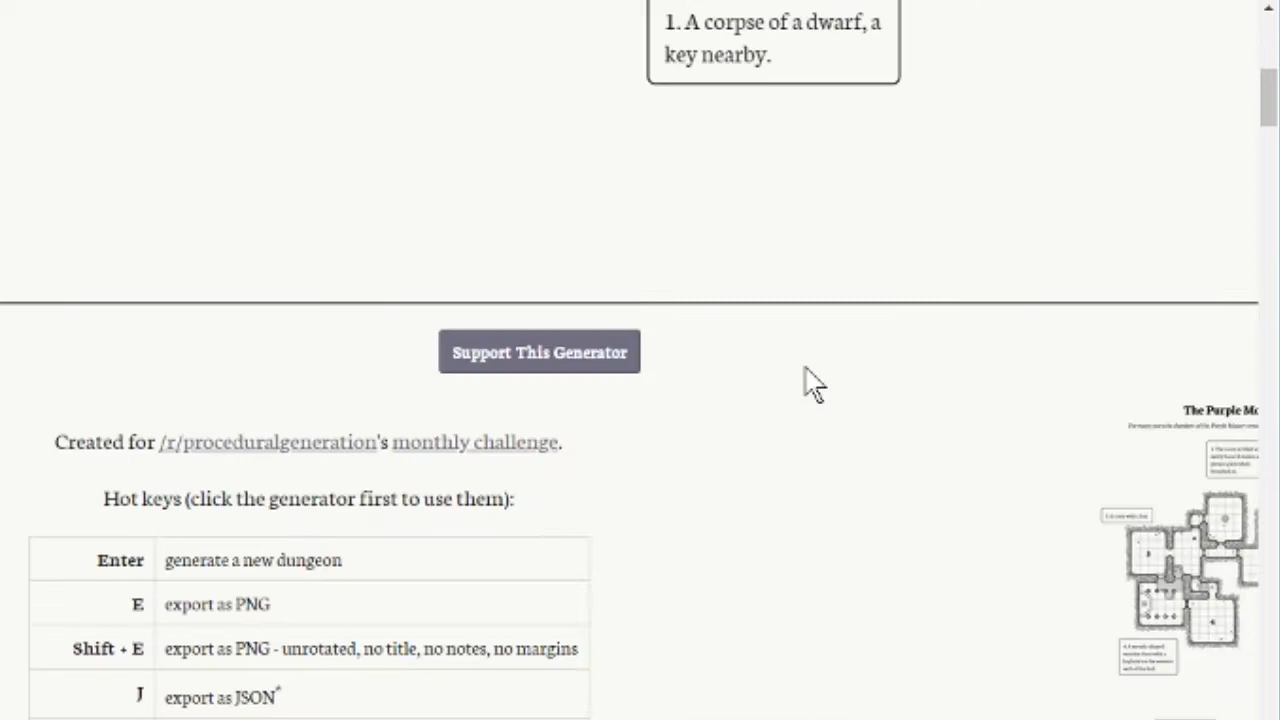 1. A corpse of a dwarf, a
key nearby.
Support This Generator
Created for /r/proceduralgeneration's monthly challenge.
Hot keys (click the generator first to use them):
Enter generate a new dungeon
E export as PNG
Shift + E export as PNG - unrotated, no title, no notes, no margins
J export as JSON*
The Purple Mo